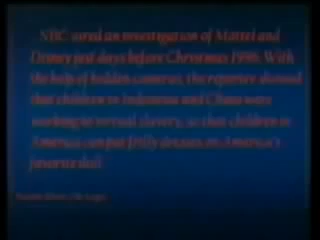 NBC aired an investigation of Mattel and
Disney just days before Christmas 1996. With
the help of hidden cameras, the reporter showed
that children in Indonesia and China were
working in virtual slavery, so that children in
America can put frilly dresses on America's
favorite doll.